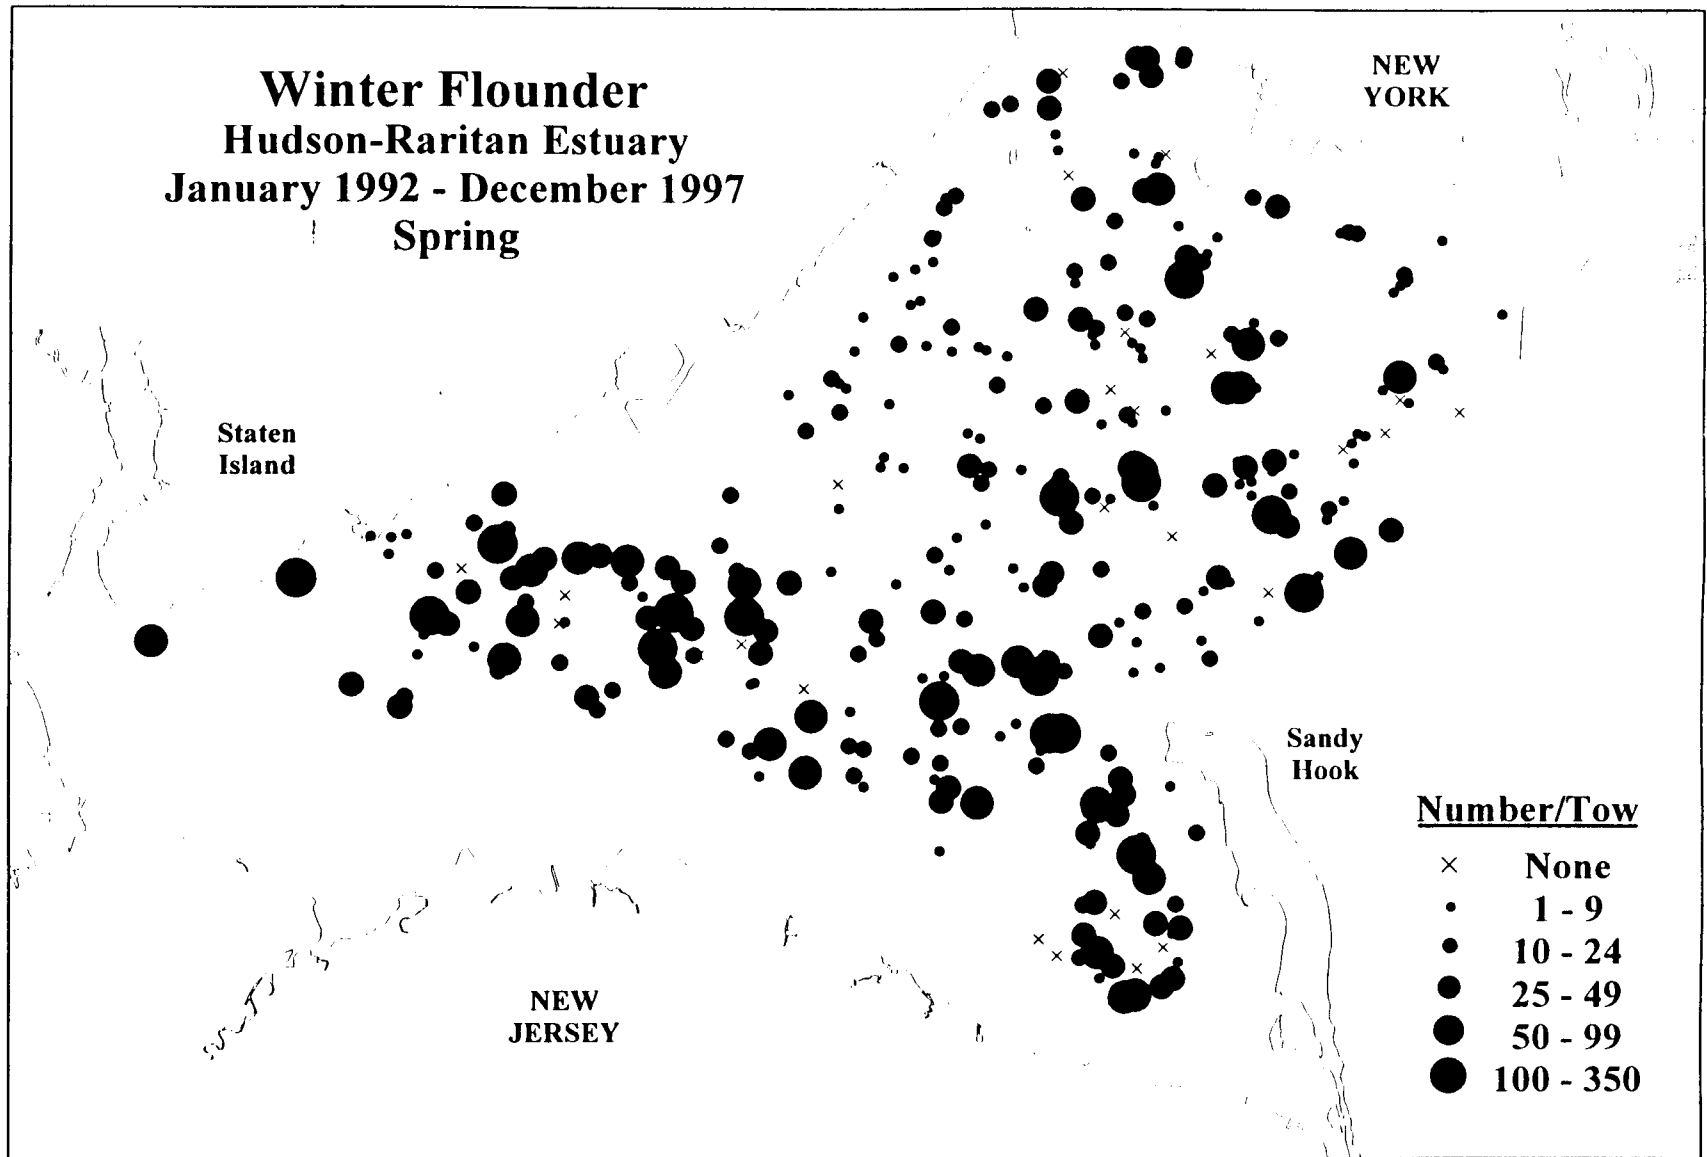 Winter Flounder
Hudson-Raritan Estuary
January 1992 - December 1997
Spring
NEW
YORK
Staten
Island
Sandy
Hook
NEW
JERSEY
Number/Tow
None
1 - 9
10 - 24
25 - 49
50 - 99
100 - 350